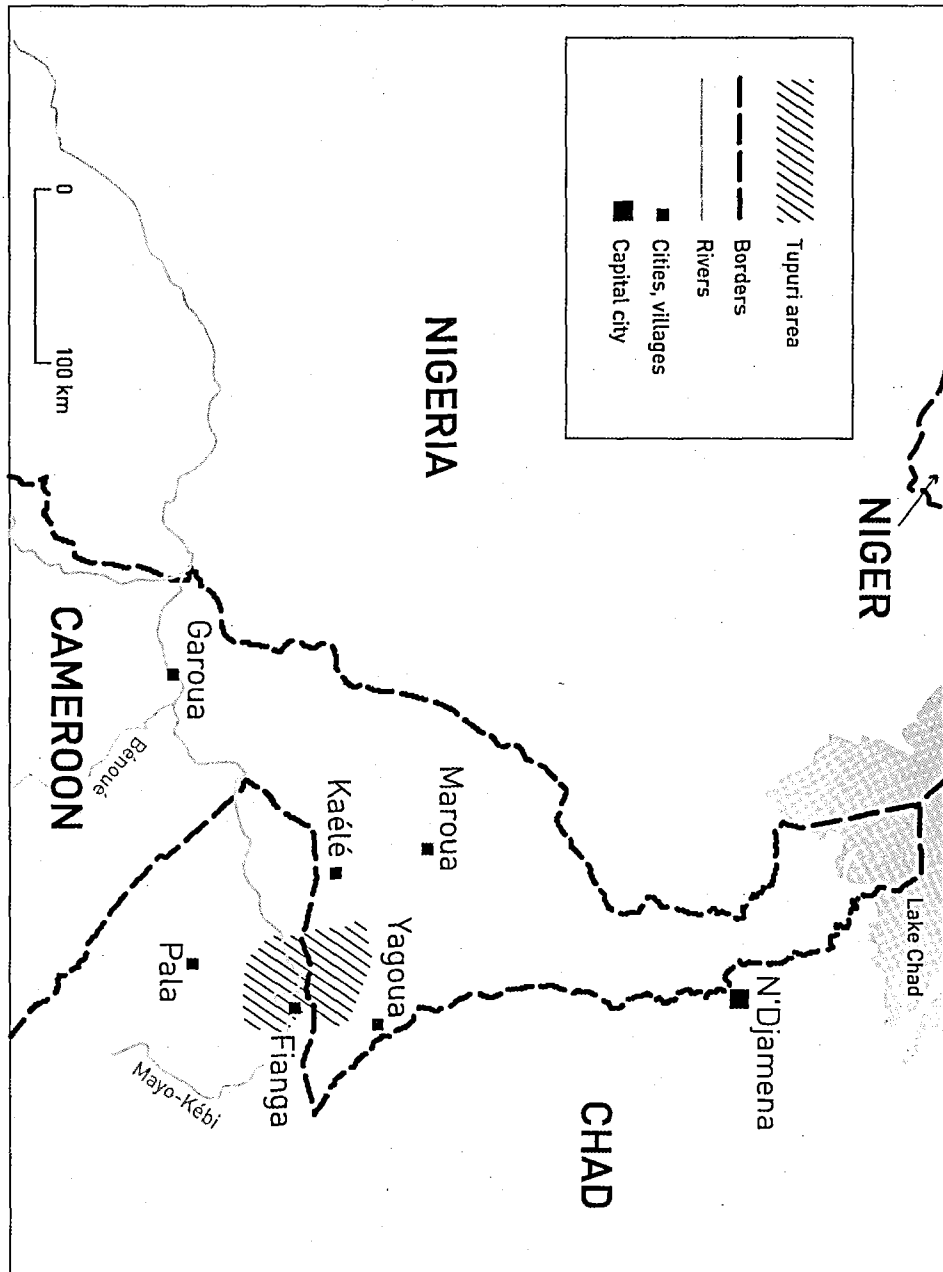 NIGER
Lake Chad
Tupuri area
Borders
Rivers
Cities, villages
Capital city
N'Djamena
CHAD
NIGERIA
Maroua
Yagoua
Kaélé
Fianga
Garoua
Pala
Bénoué
Mayo-Kébi
CAMEROON
0
100 km